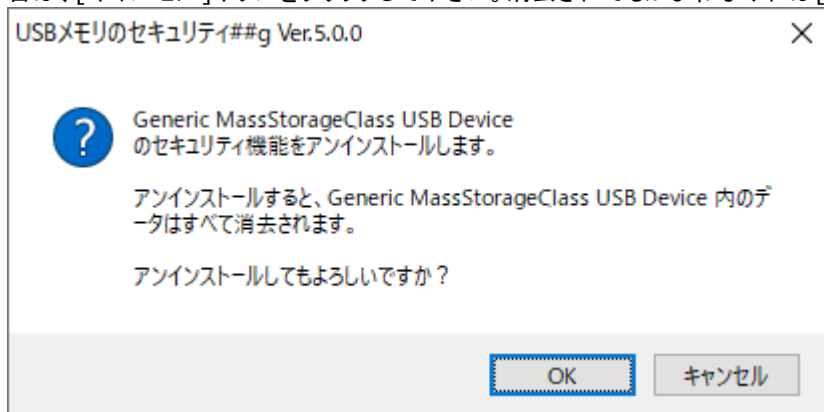 USBメモリのセキュリティ##g Ver.5.0.0
Generic MassStorageClass USB Device
のセキュリティ機能をアンインストールします。
アンインストールすると、Generic MassStorageClass USB Device 内のデ
ータはすべて消去されます。
アンインストールしてもよろしいですか？
OK
キャンセル